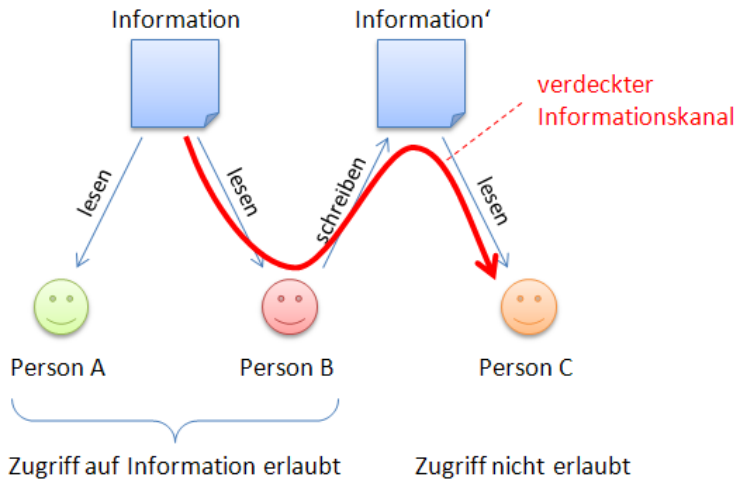 Information
Information‘
verdeckter
Informationskanal
lesen
lesen
schreiben
lesen
Person A
Person B
Person C
Zugriff auf Information erlaubt
Zugriff nicht erlaubt